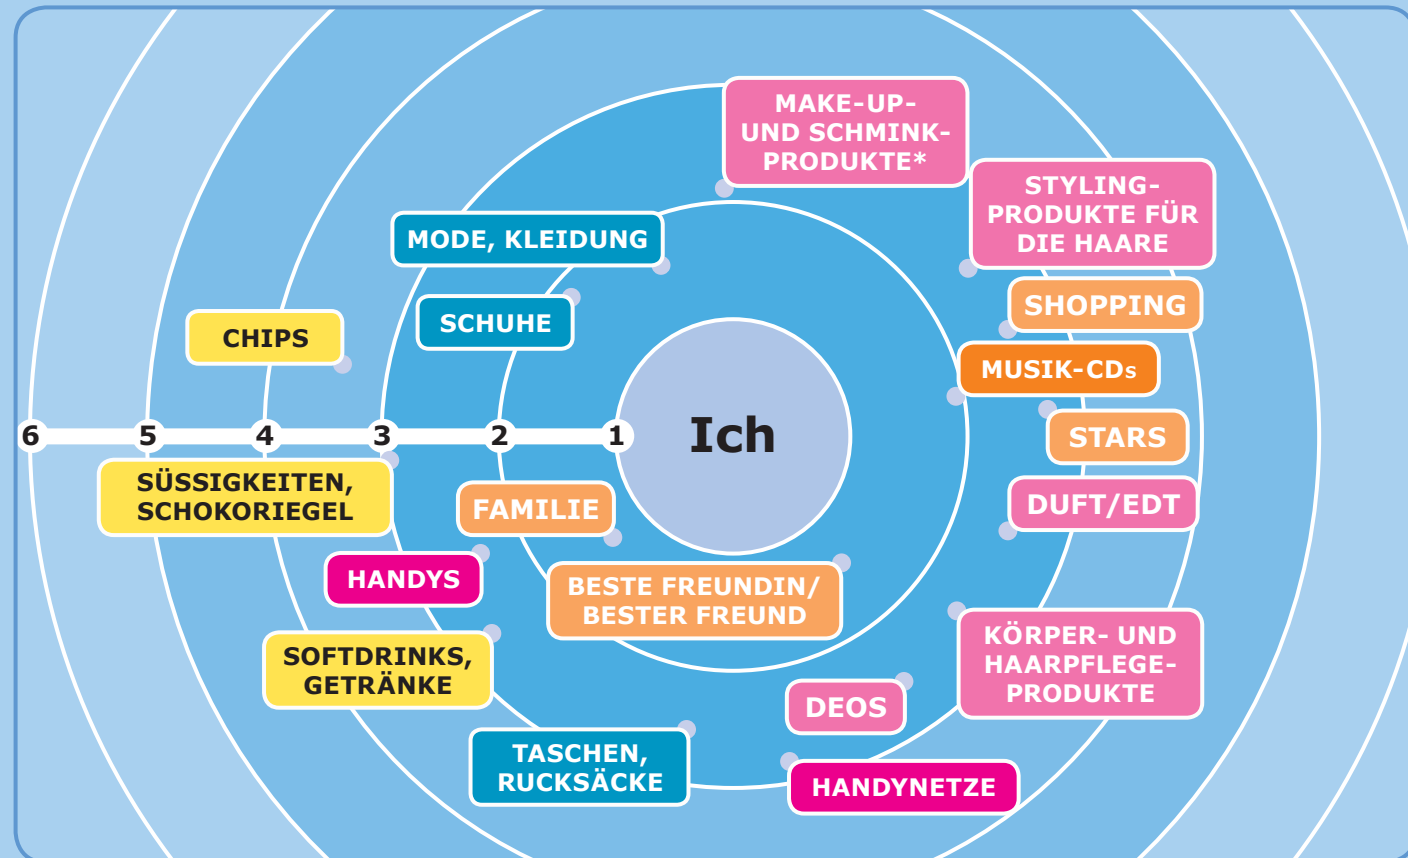 MAKE-UP-
UND SCHMINK-
PRODUKTE*
STYLING-
PRODUKTE FÜR
DIE HAARE
MODE, KLEIDUNG
SHOPPING
SCHUHE
CHIPS
MUSIK-CDs
6 5 4 3 2 1
Ich
STARS
SÜSSIGKEITEN,
SCHOKORIEGEL
FAMILIE
DUFT/EDT
HANDYS
BESTE FREUNDIN/
BESTER FREUND
KÖRPER- UND
HAARPFLEGE-
PRODUKTE
SOFTDRINKS,
GETRÄNKE
DEOS
TASCHEN,
RUCKSÄCKE
HANDYNETZE